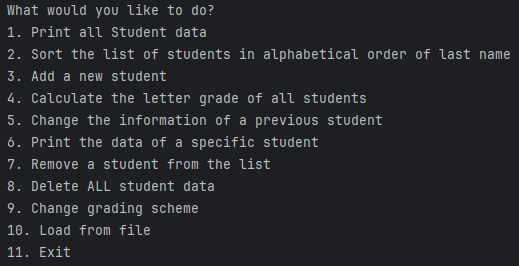 What would you like to do?
1. Print all Student data
2. Sort the list of students in alphabetical order of last name
3. Add a new student
4. Calculate the letter grade of all students
5. Change the information of a previous student
6. Print the data of a specific student
7. Remove a student from the list
8. Delete ALL student data
9. Change grading scheme
10. Load from file
11. Exit